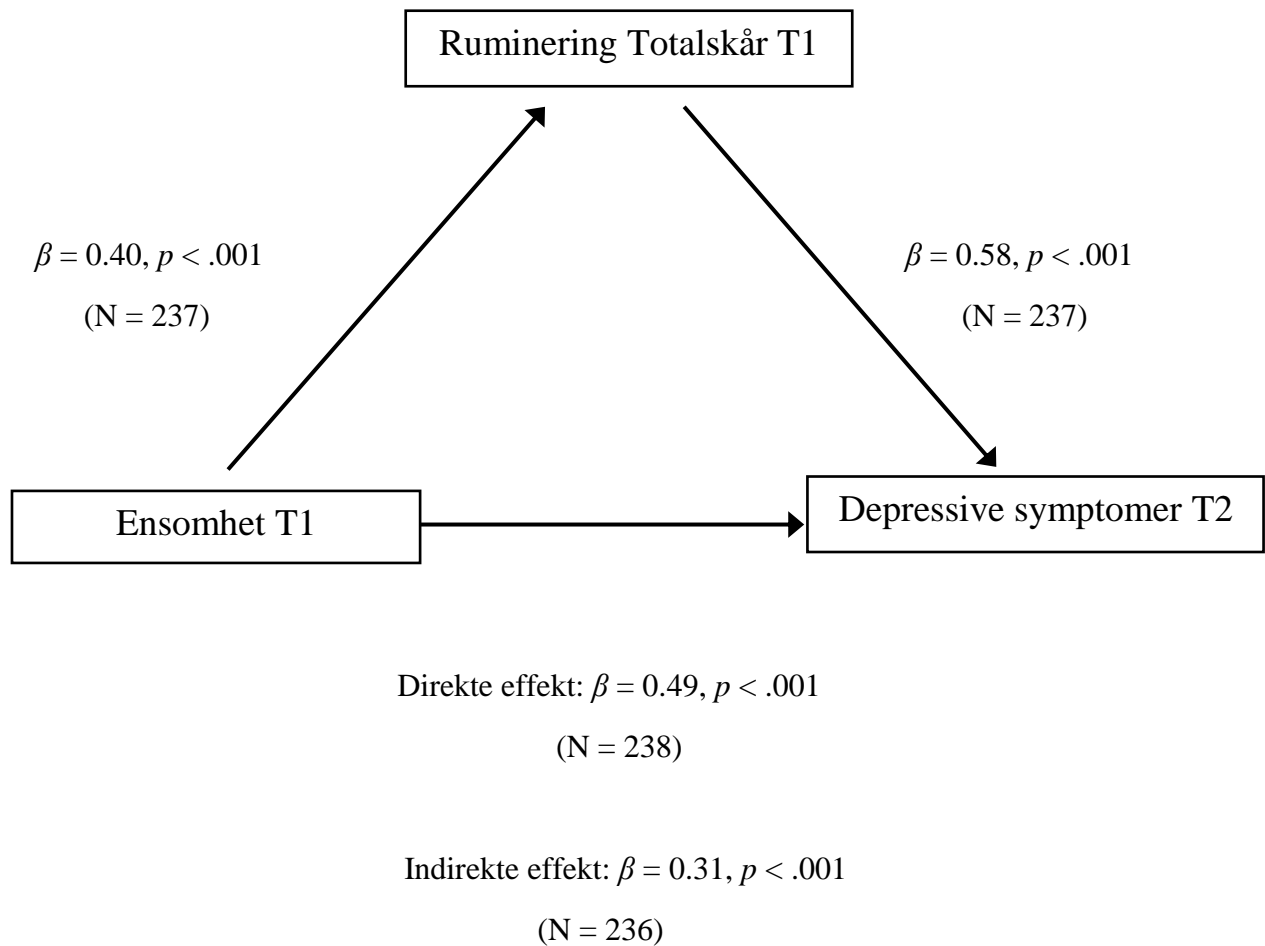 Ruminering Totalskår T1
β = 0.40, p < .001
(N = 237)
β = 0.58, p < .001
(N = 237)
Ensomhet T1
Depressive symptomer T2
Direkte effekt: β = 0.49, p < .001
(N = 238)
Indirekte effekt: β = 0.31, p < .001
(N = 236)